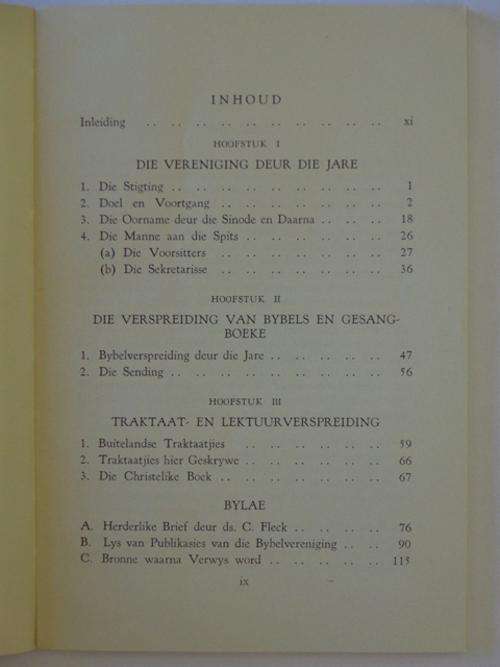 INHOUD
Inleiding .. .. .. .. .. .. .. .. .. .. xi
HOOFSTUK I
DIE VERENIGING DEUR DIE JARE
1. Die Stigting .. .. .. .. .. .. .. .. .. 1
2. Doel en Voortgang .. .. .. .. .. .. .. 2
3. Die Oorname deur die Sinode en Daarna .. .. .. 18
4. Die Manne aan die Spits .. .. .. .. .. .. 26
(a) Die Voorsitters .. .. .. .. .. .. .. 27
(b) Die Sekretarisse .. .. .. .. .. .. .. 36
HOOFSTUK II
DIE VERSPREIDING VAN BYBELS EN GESANG-
BOEKE
1. Bybelverspreiding deur die Jare .. .. .. .. .. 47
2. Die Sending .. .. .. .. .. .. .. .. .. 56
HOOFSTUK III
TRAKTAAT- EN LEKTUURVERSPREIDING
1. Buitelandse Traktaatjies .. .. .. .. .. .. 59
2. Traktaatjies hier Geskrywe .. .. .. .. .. .. 66
3. Die Christelike Boek .. .. .. .. .. .. .. 67
BYLAE
A. Herderlike Brief deur ds. C. Fleck .. .. .. .. 76
B. Lys van Publikasies van die Bybelvereniging .. .. 90
C. Bronne waarna Verwys word .. .. .. .. .. 115
ix